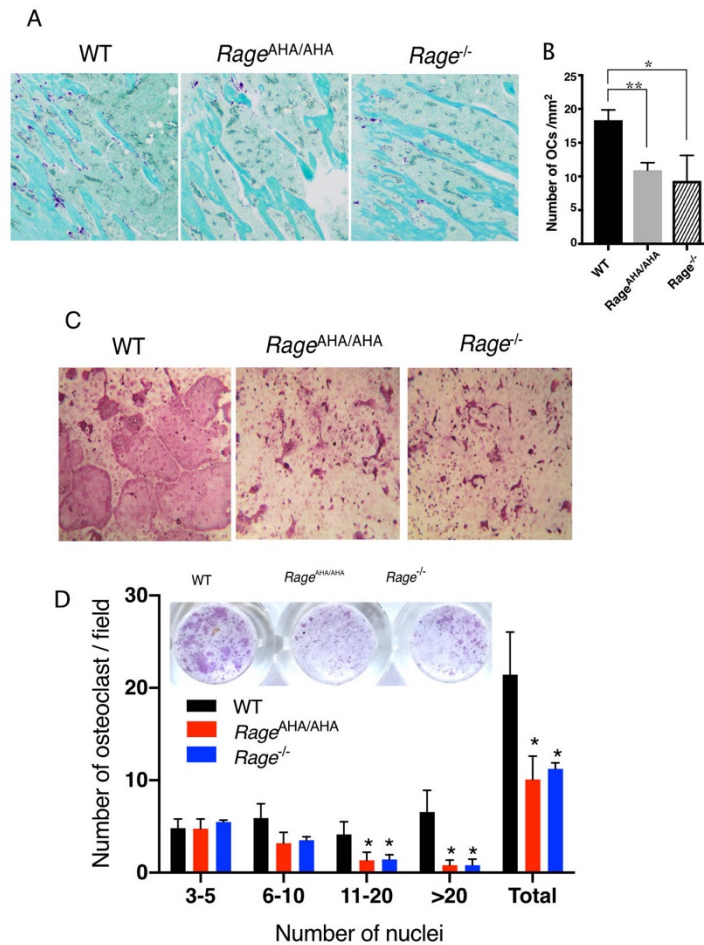 A
WT
Rage^AHA/AHA
Rage^-/-
B
*
**
Number of OCs /mm²
25
20
15
10
5
0
WT
Rage^AHA/AHA
Rage^-/-
C
WT
Rage^AHA/AHA
Rage^-/-
D
WT
Rage^AHA/AHA
Rage^-/-
Number of osteoclast / field
30
20
10
0
WT
Rage^AHA/AHA
Rage^-/-
* *
* *
* *
3-5 6-10 11-20 >20 Total
Number of nuclei